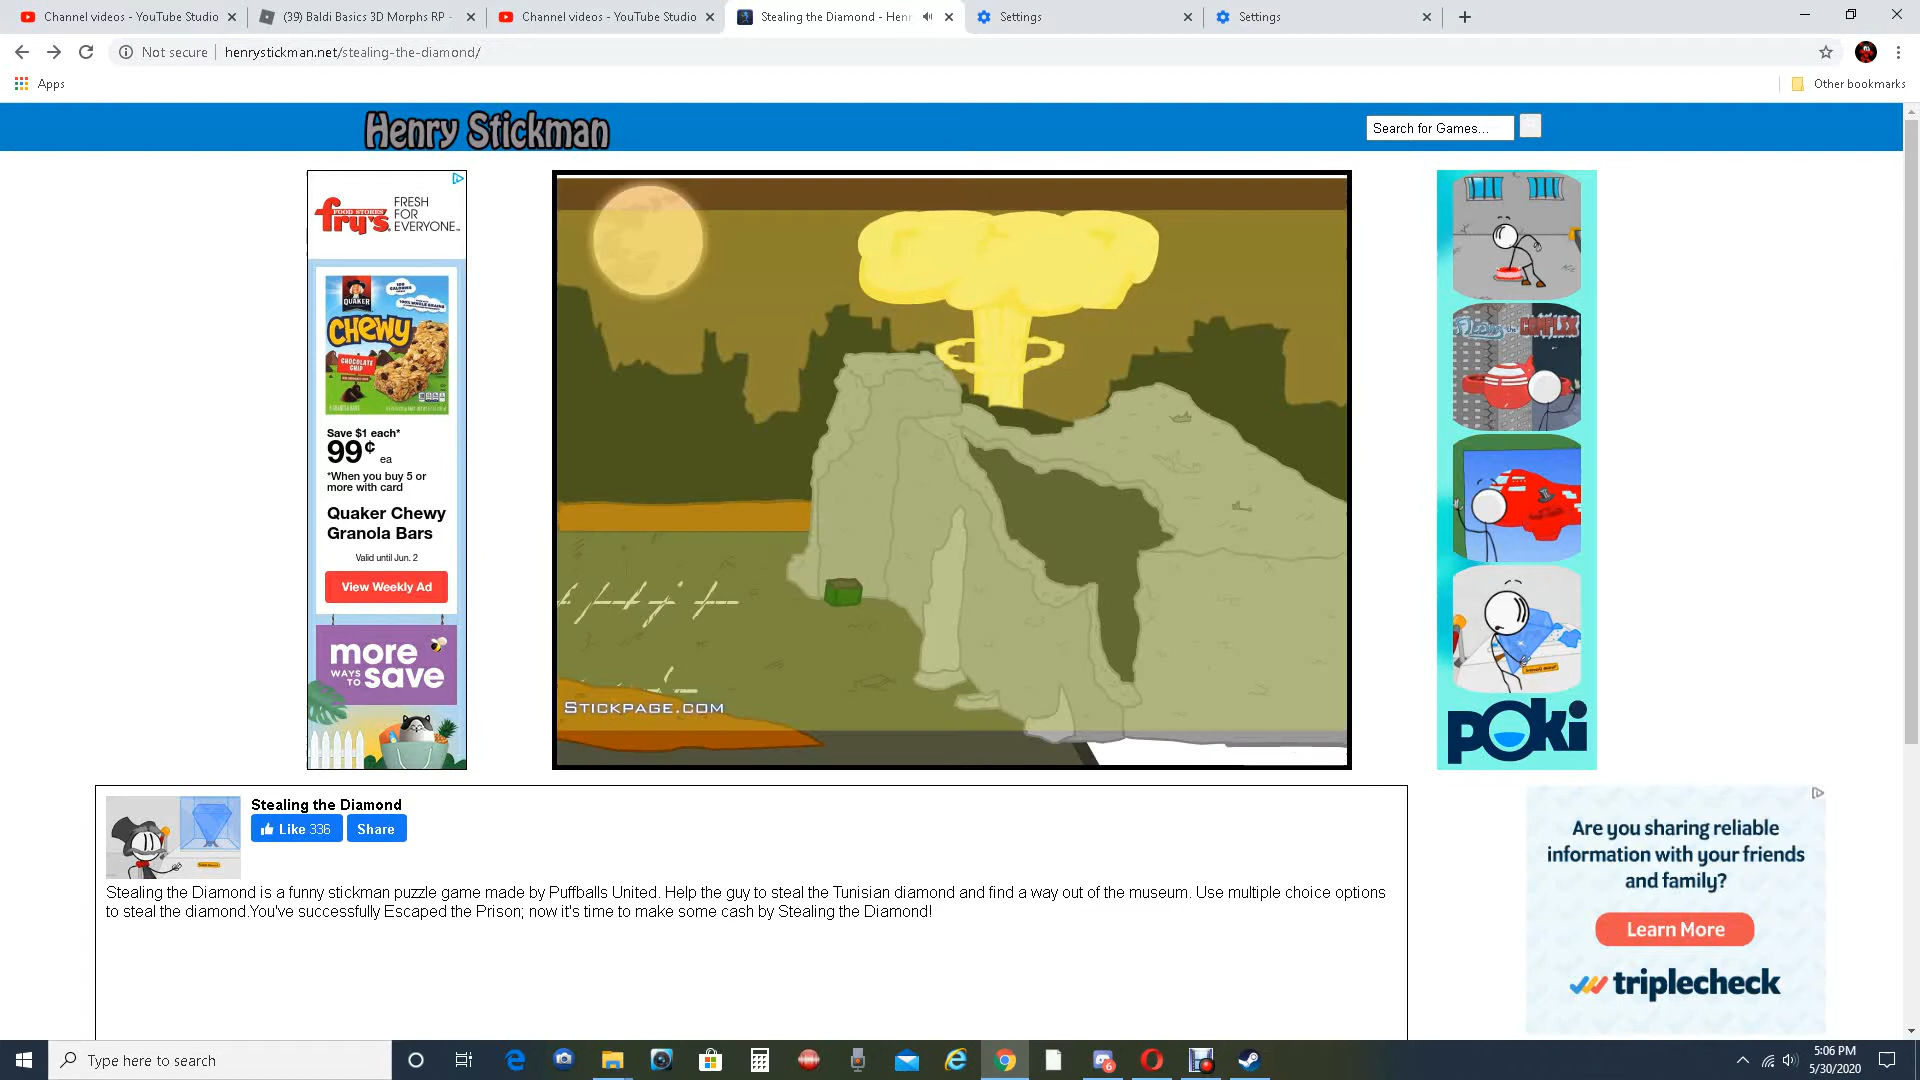 Channel videos - YouTube Studio
(39) Baldi Basics 3D Morphs RP -
Channel videos - YouTube Studio
Stealing the Diamond - Henr
Settings
Settings
Not secure
henrystickman.net/stealing-the-diamond/
Apps
Other bookmarks
Henry Stickman
Search for Games...
FOOD STORES
fry's
FRESH
FOR
EVERYONE
QUAKER
CHEWY
CHOCOLATE
CHIP
Save $1 each*
99¢ ea
*When you buy 5 or
more with card
Quaker Chewy
Granola Bars
Valid until Jun. 2
View Weekly Ad
more
WAYS TO save
STICKPAGE.COM
Fleeing the COMPLEX
POKi
Stealing the Diamond
Like 336
Share
Stealing the Diamond is a funny stickman puzzle game made by Puffballs United. Help the guy to steal the Tunisian diamond and find a way out of the museum. Use multiple choice options
to steal the diamond.You've successfully Escaped the Prison; now it's time to make some cash by Stealing the Diamond!
Are you sharing reliable
information with your friends
and family?
Learn More
triplecheck
Type here to search
6
5:06 PM
5/30/2020